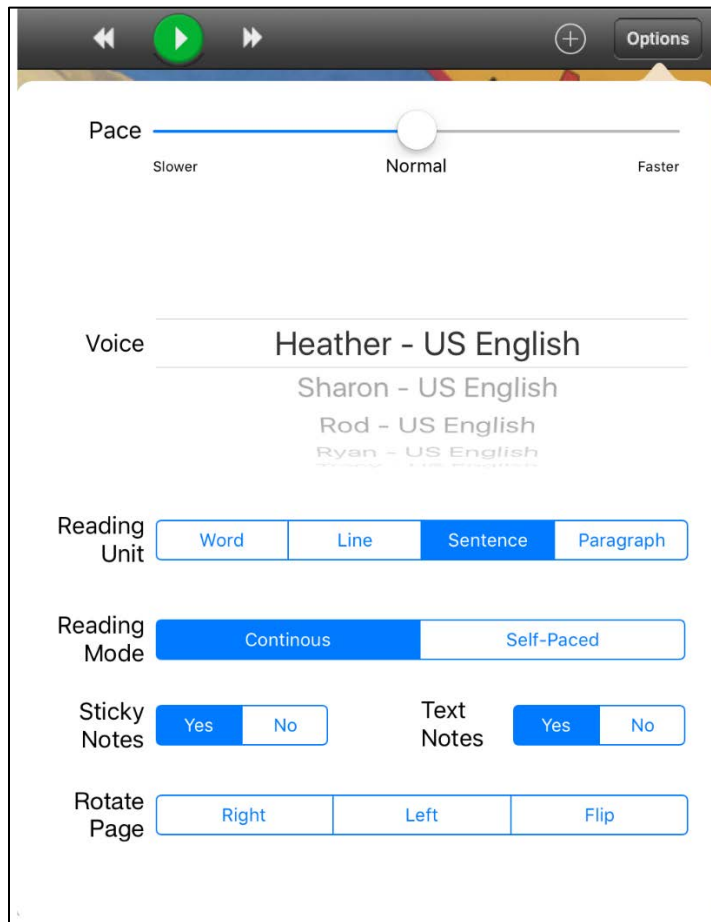 Options
Pace
Slower Normal Faster
Voice
Heather - US English
Sharon - US English
Rod - US English
Ryan - US English
Reading
Unit
Word Line Sentence Paragraph
Reading
Mode
Continous Self-Paced
Sticky
Notes
Yes No
Text
Notes
Yes No
Rotate
Page
Right Left Flip